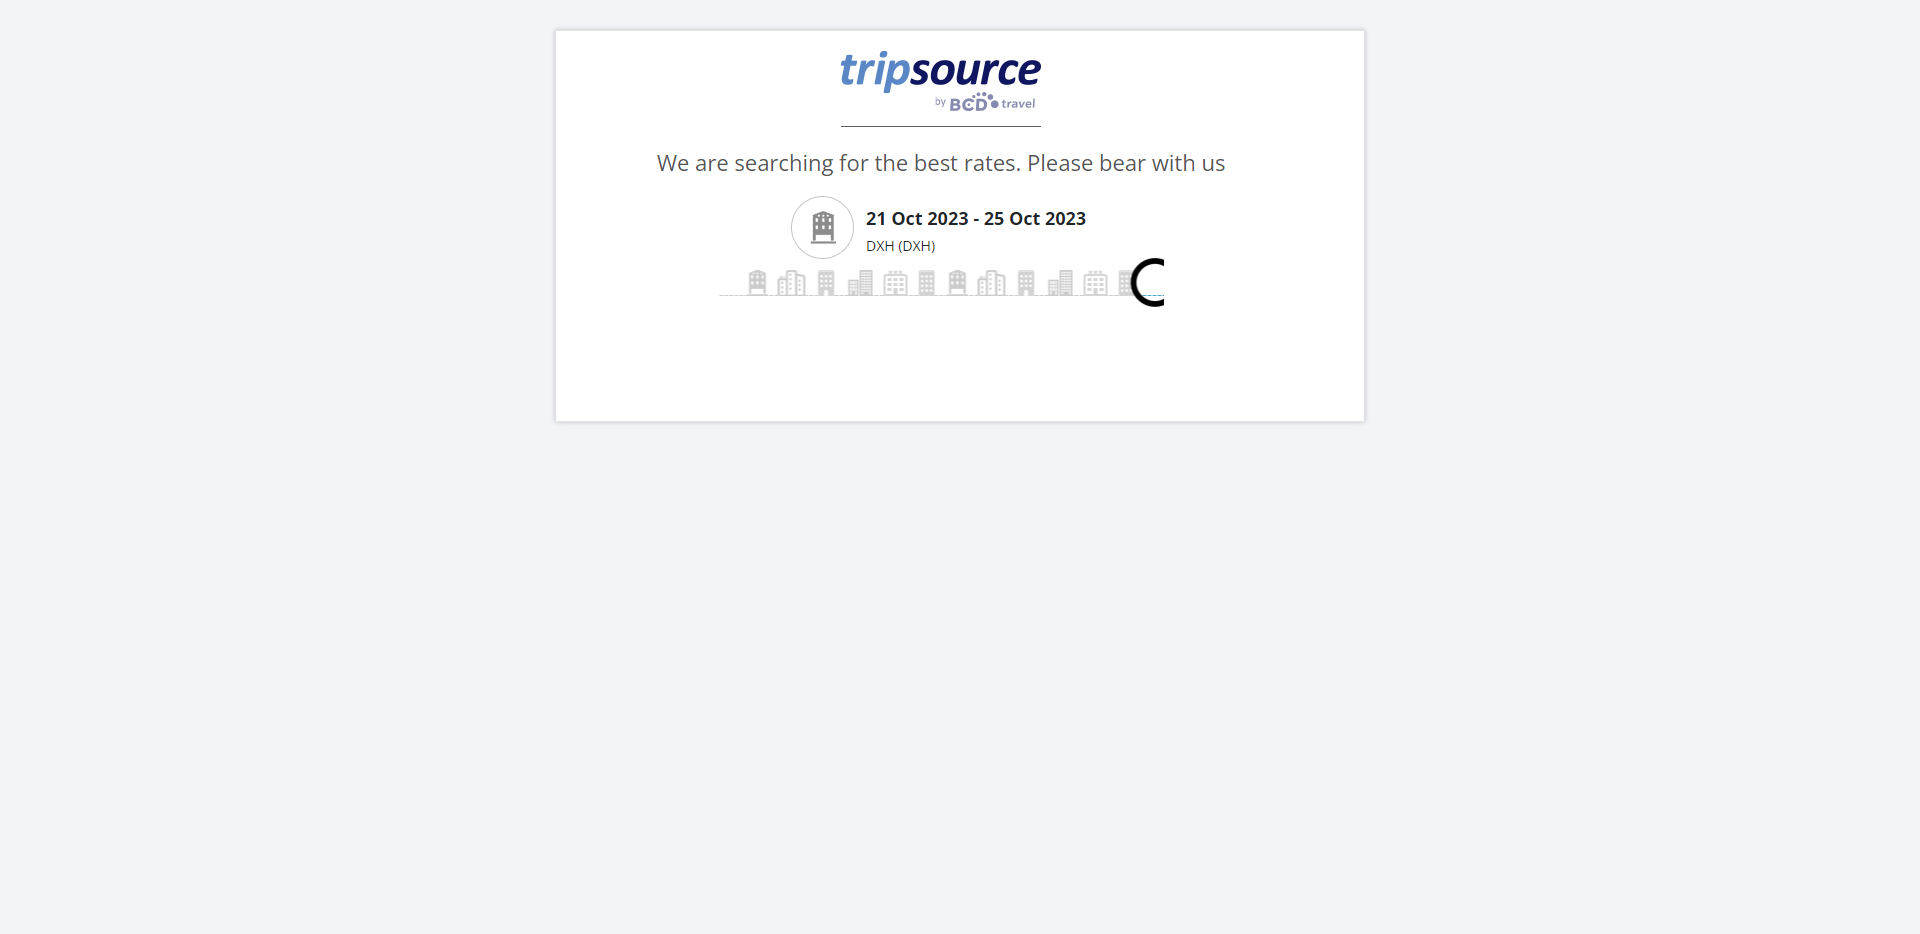 tripsource
by BCD travel
We are searching for the best rates. Please bear with us
21 Oct 2023 - 25 Oct 2023
DXH (DXH)